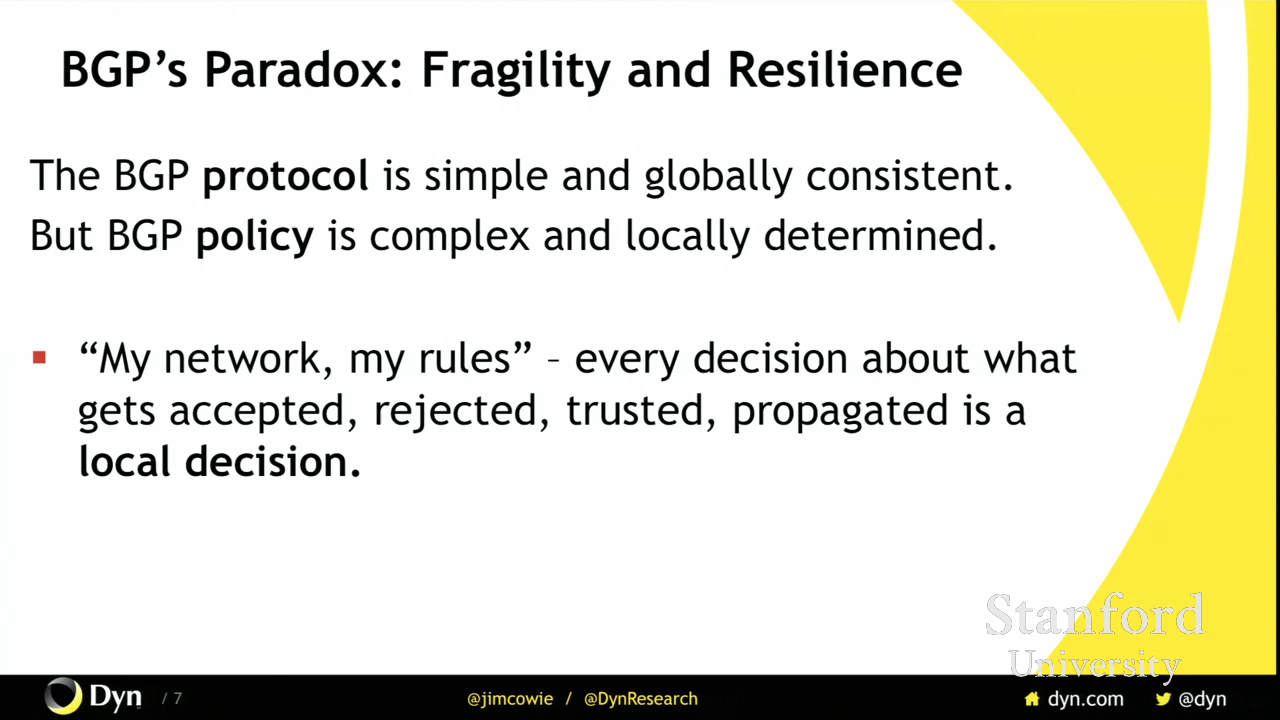 BGP’s Paradox: Fragility and Resilience
The BGP protocol is simple and globally consistent.
But BGP policy is complex and locally determined.
▪ “My network, my rules” – every decision about what
gets accepted, rejected, trusted, propagated is a
local decision.
Stanford
University
Dyn / 7 @jimcowie / @DynResearch dyn.com @dyn